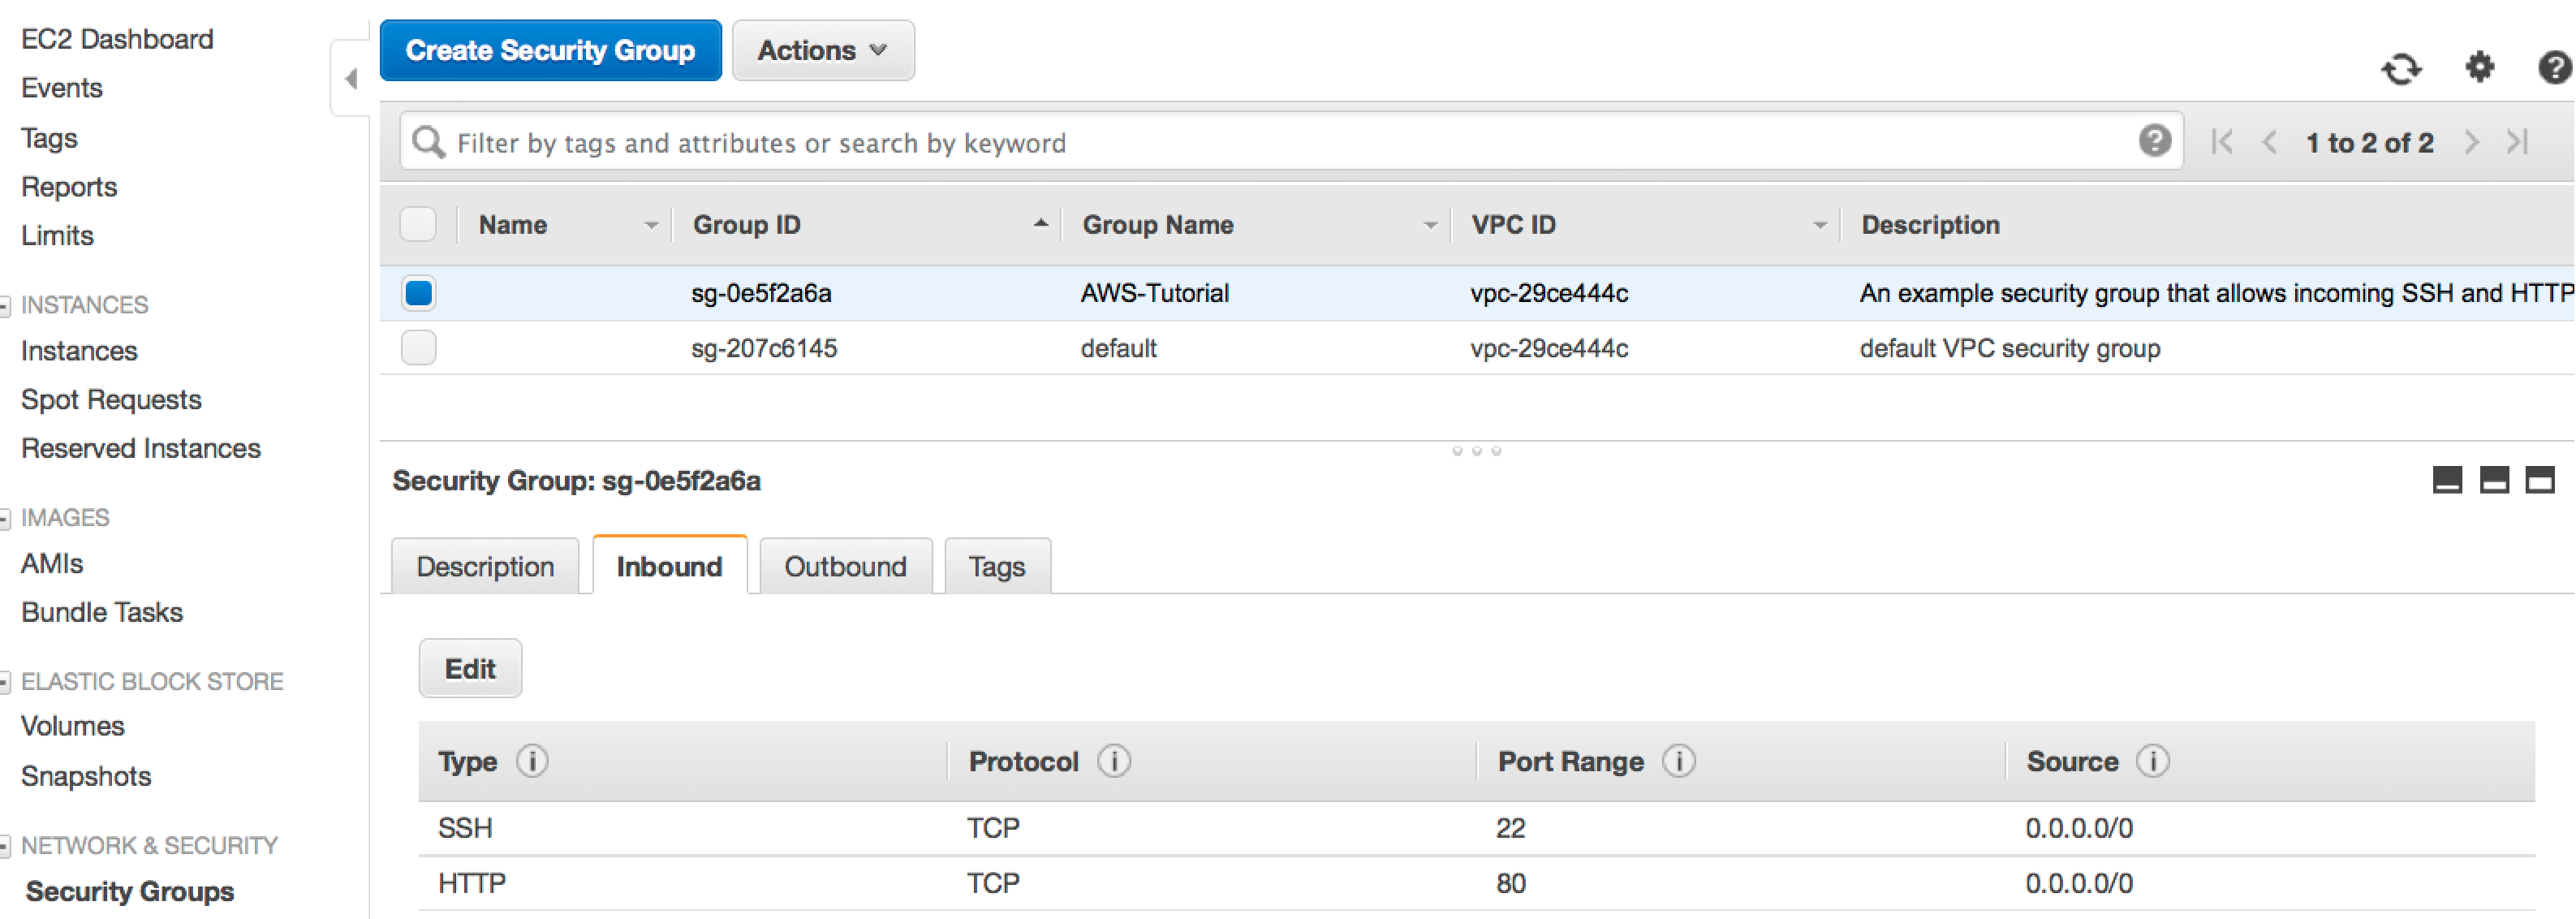 EC2 Dashboard
Events
Tags
Reports
Limits
INSTANCES
Instances
Spot Requests
Reserved Instances
IMAGES
AMIs
Bundle Tasks
ELASTIC BLOCK STORE
Volumes
Snapshots
NETWORK & SECURITY
Security Groups
Create Security Group Actions
Filter by tags and attributes or search by keyword 1 to 2 of 2
Name Group ID Group Name VPC ID Description
sg-0e5f2a6a AWS-Tutorial vpc-29ce444c An example security group that allows incoming SSH and HTTP
sg-207c6145 default vpc-29ce444c default VPC security group
Security Group: sg-0e5f2a6a
Description Inbound Outbound Tags
Edit
Type Protocol Port Range Source
SSH TCP 22 0.0.0.0/0
HTTP TCP 80 0.0.0.0/0